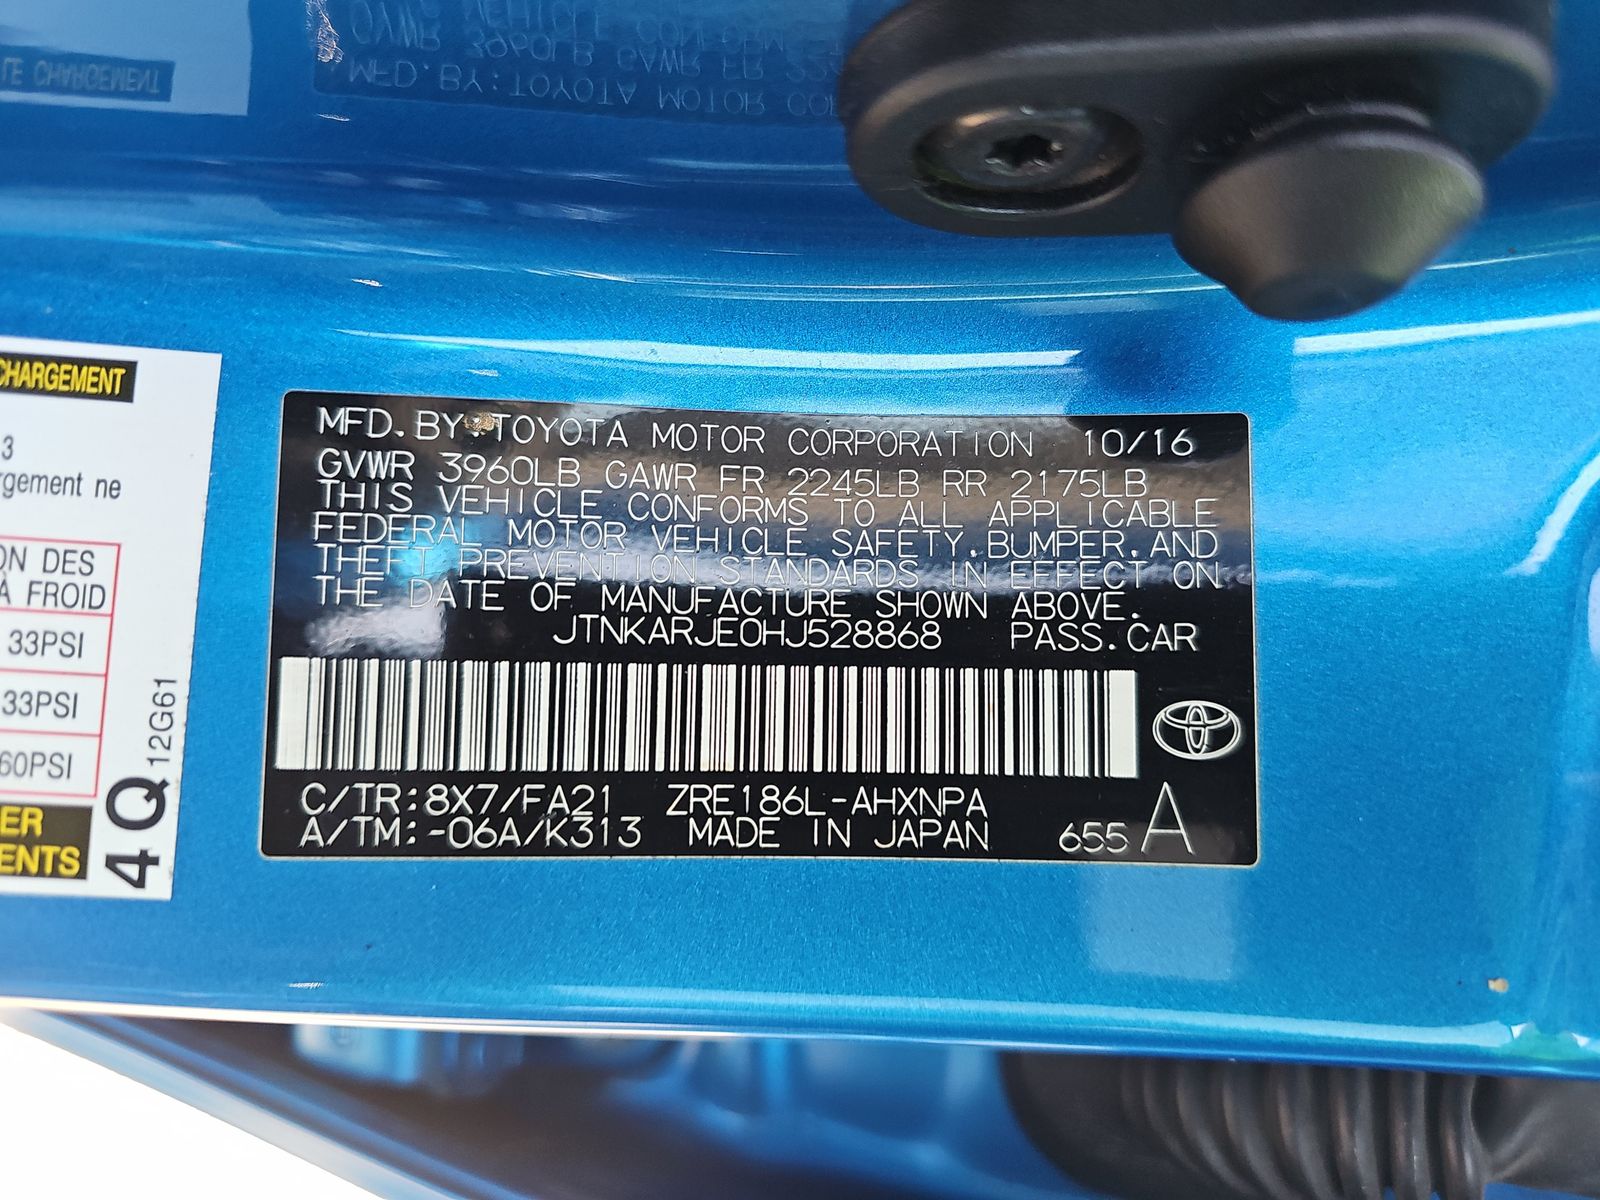 CHARGEMENT
3
rgement ne
ON DES
À FROID
33PSI
33PSI
60PSI
ER
ENTS
4Q
12G61
MFD. BY: TOYOTA MOTOR CORPORATION 10/16
GVWR 3960LB GAWR FR 2245LB RR 2175LB
THIS VEHICLE CONFORMS TO ALL APPLICABLE
FEDERAL MOTOR VEHICLE SAFETY, BUMPER, AND
THEFT PREVENTION STANDARDS IN EFFECT ON
THE DATE OF MANUFACTURE SHOWN ABOVE.
JTNKARJE0HJ528868 PASS. CAR
C/TR:8X7/FA21 ZRE186L-AHXNPA
A/TM:-06A/K313 MADE IN JAPAN 655 A